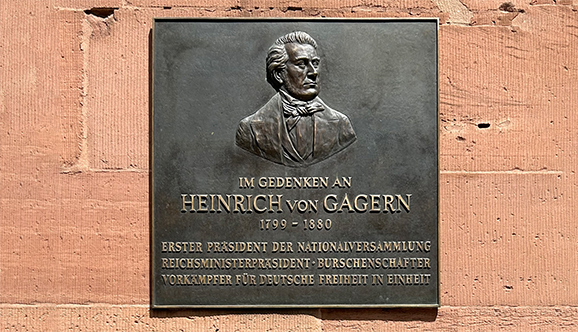 IM GEDENKEN AN
HEINRICH VON GAGERN
1799 - 1880
ERSTER PRÄSIDENT DER NATIONALVERSAMMLUNG
REICHSMINISTERPRÄSIDENT · BURSCHENSCHAFTER
VORKÄMPFER FÜR DEUTSCHE FREIHEIT IN EINHEIT